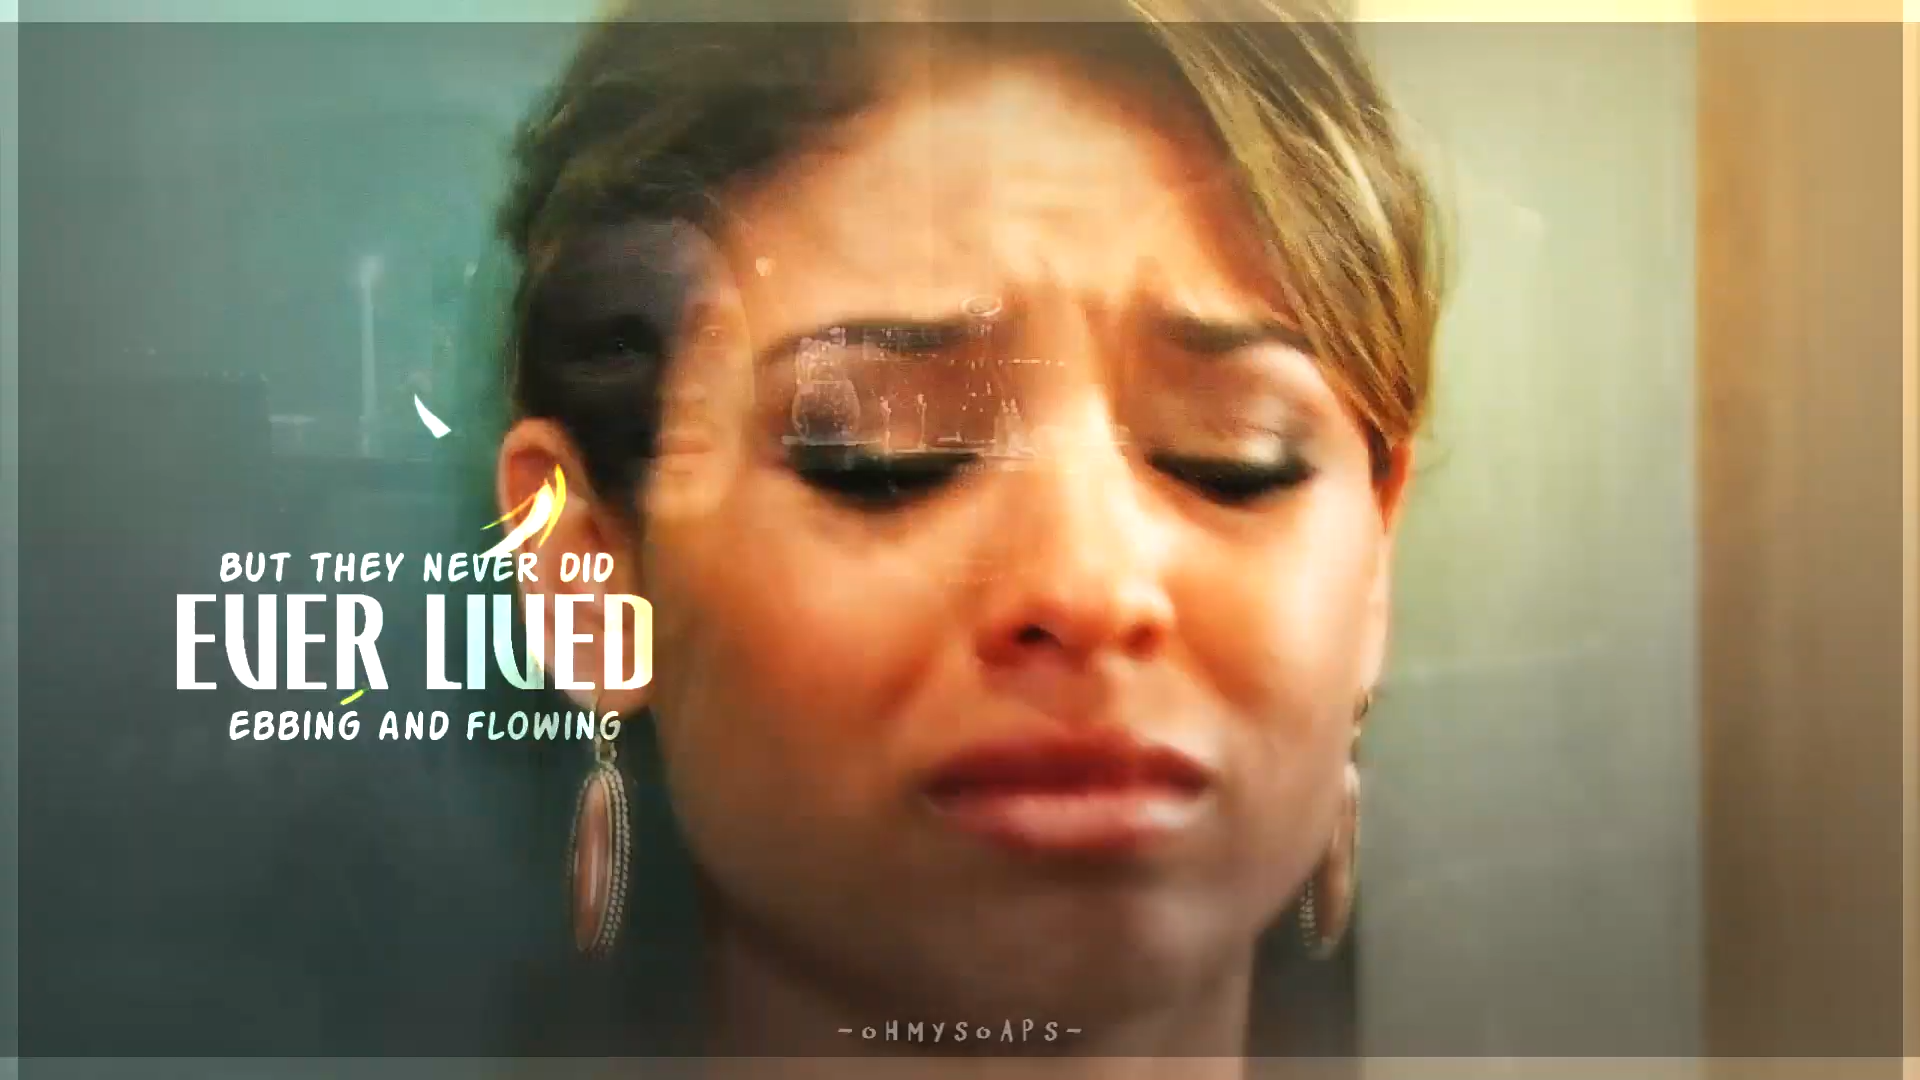 BUT THEY NEVER DID
EVER LIVED
EBBING AND FLOWING
~oHMYSoAPS~